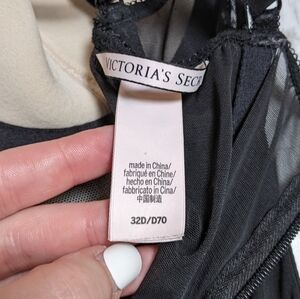 VICTORIA'S SECR
made in China/
fabriqué en Chine/
hecho en China/
fabbricato in Cina/
中国制造
32D/D70